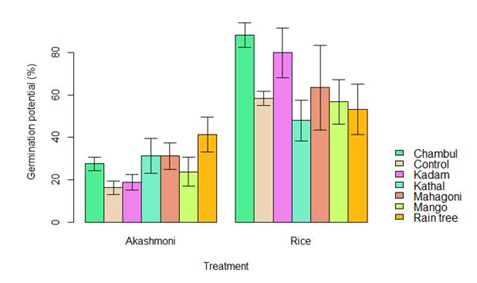 Germination potential (%)
80
60
40
20
0
Akashmoni Rice
Treatment
Chambul
Control
Kadam
Kathal
Mahagoni
Mango
Rain tree